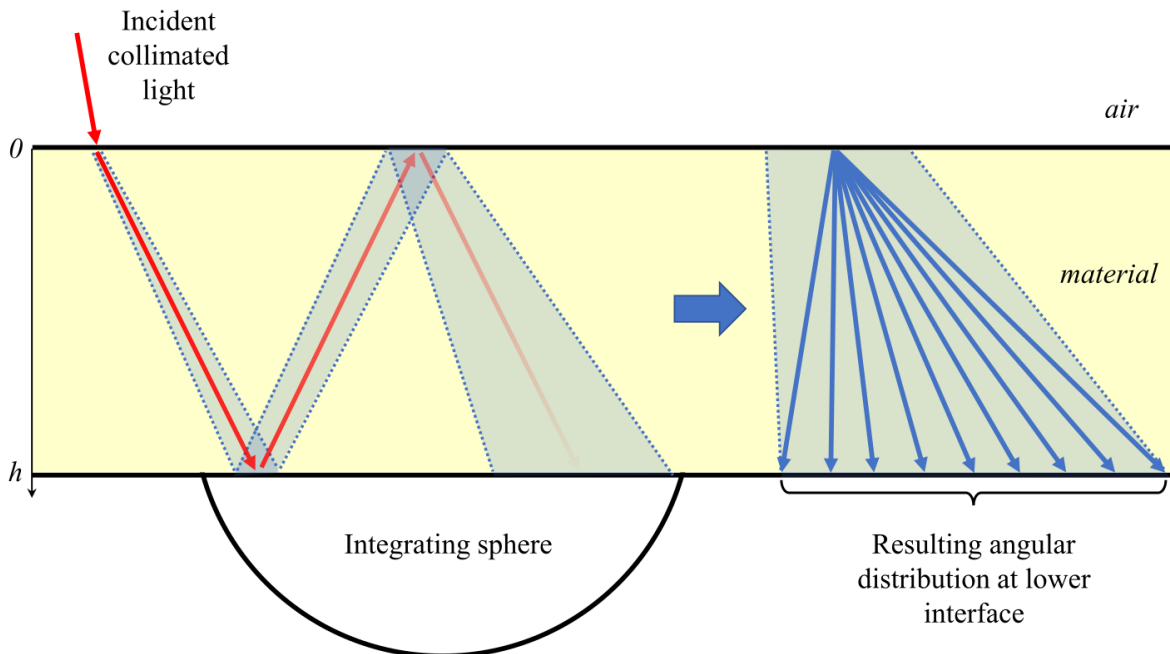 Incident
collimated
light
air
0
material
h
Integrating sphere
Resulting angular
distribution at lower
interface